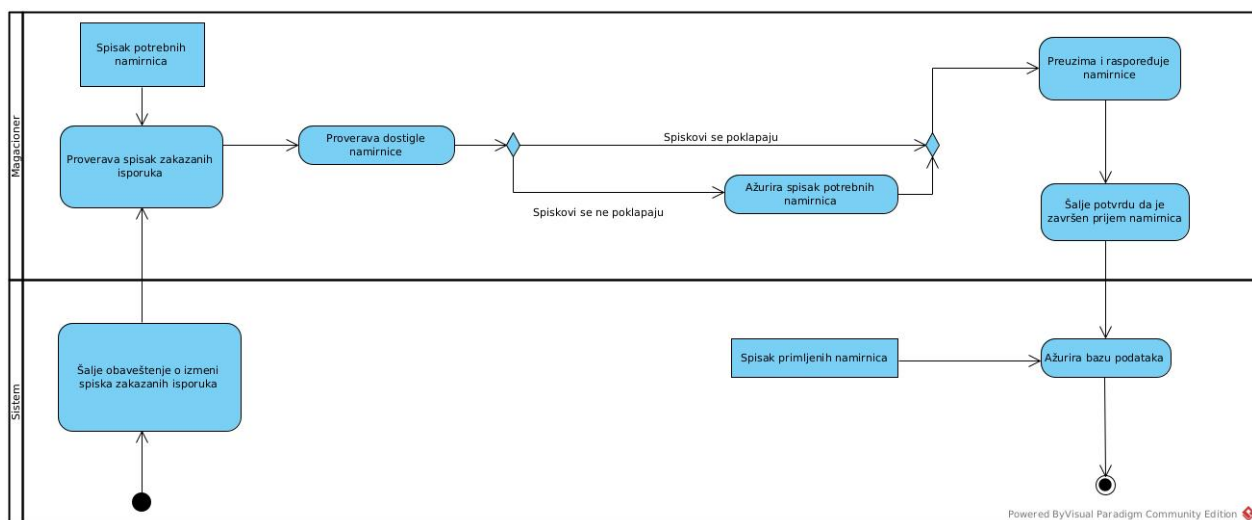 Magacioner
Spisak potrebnih
namirnica
Proverava spisak zakazanih
isporuka
Proverava dostigle
namirnice
Spiskovi se poklapaju
Spiskovi se ne poklapaju
Ažurira spisak potrebnih
namirnica
Preuzima i raspoređuje
namirnice
Šalje potvrdu da je
završen prijem namirnica
Sistem
Šalje obaveštenje o izmeni
spiska zakazanih isporuka
Spisak primljenih namirnica
Ažurira bazu podataka
Powered ByVisual Paradigm Community Edition